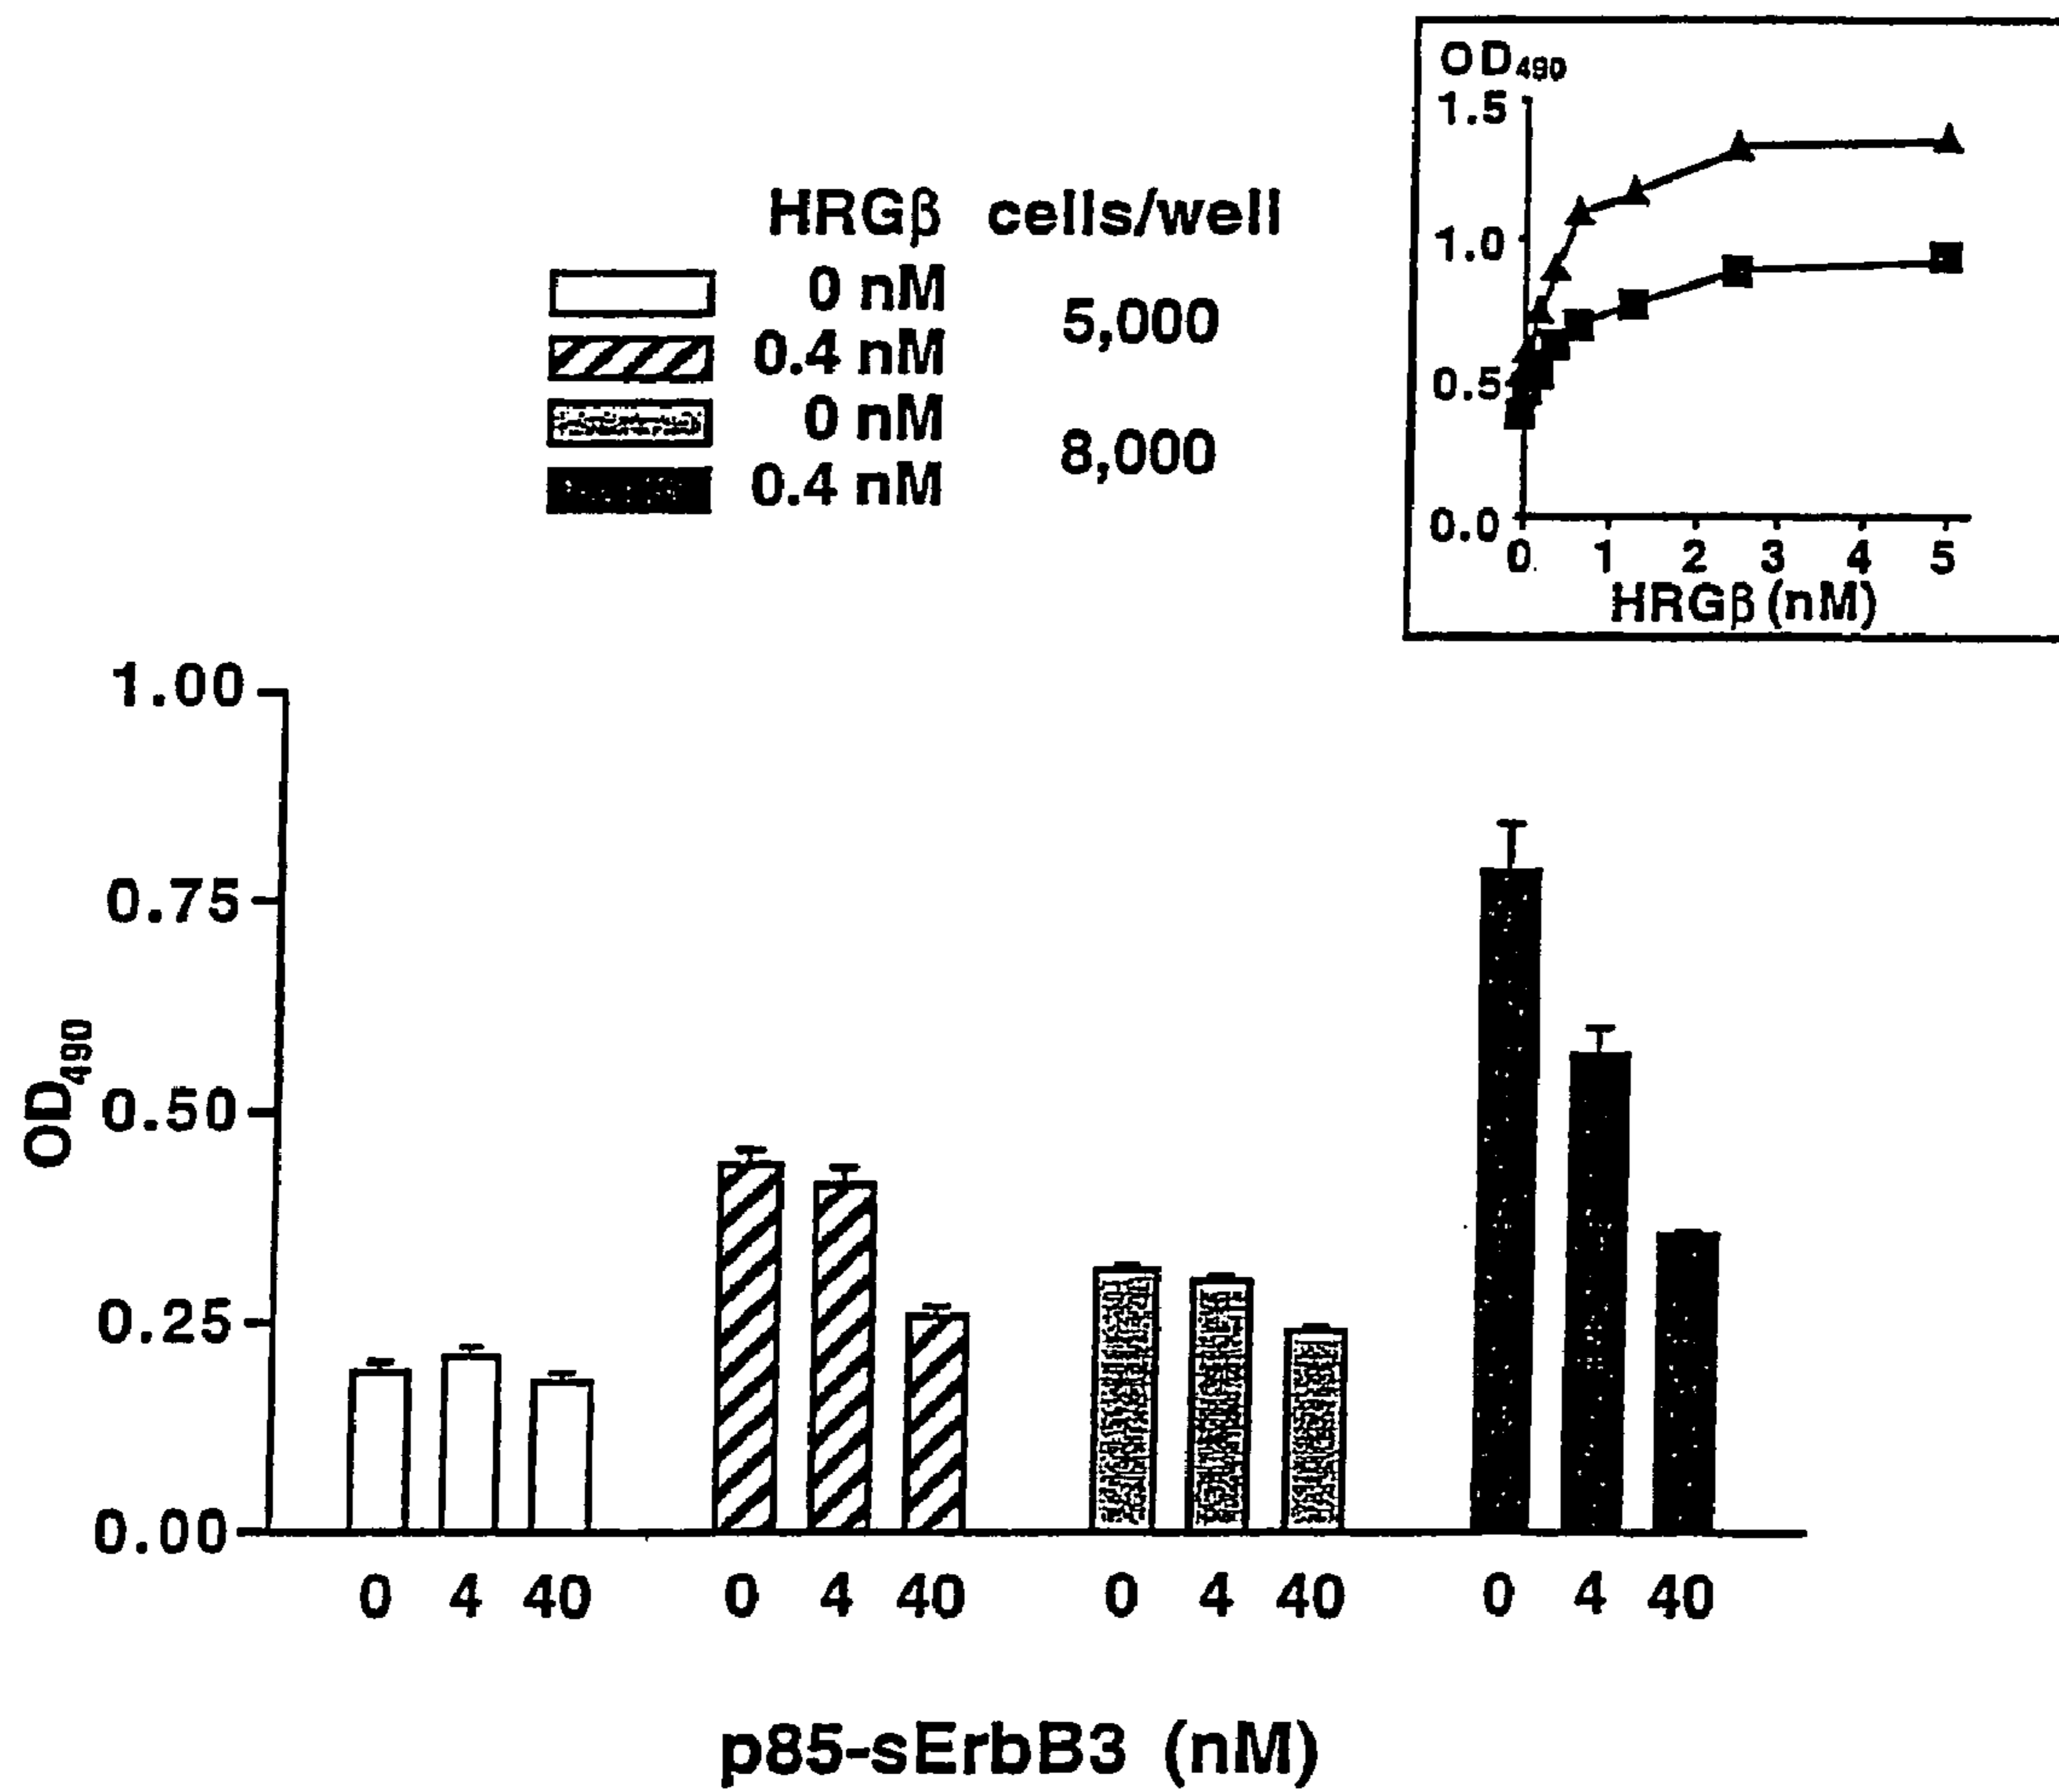 OD490
1.5
1.0
0.5
0.0
0 1 2 3 4 5
HRGβ (nM)
HRGβ cells/well
0 nM
5,000
0.4 nM
0 nM
8,000
0.4 nM
1.00
0.75
0.50
0.25
0.00
OD490
0 4 40 0 4 40 0 4 40 0 4 40
p85-sErbB3 (nM)